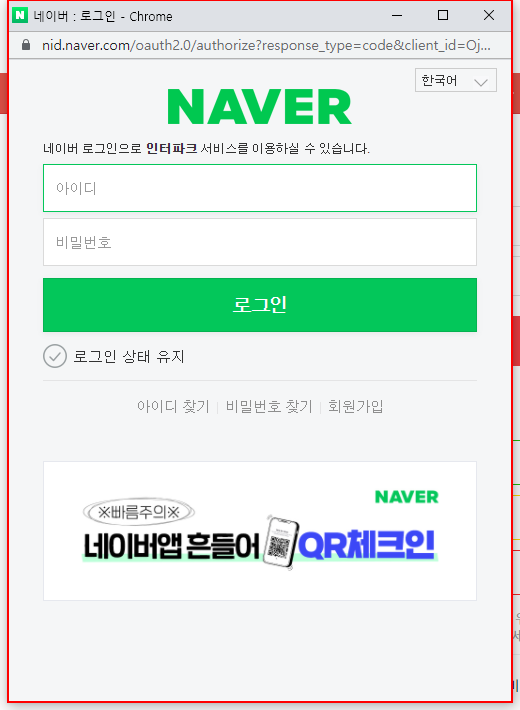 네이버 : 로그인 - Chrome
nid.naver.com/oauth2.0/authorize?response_type=code&client_id=Oj...
한국어
NAVER
네이버 로그인으로 인터파크 서비스를 이용하실 수 있습니다.
아이디
비밀번호
로그인
로그인 상태 유지
아이디 찾기 | 비밀번호 찾기 | 회원가입
NAVER
※빠름주의※
네이버앱 흔들어 QR체크인